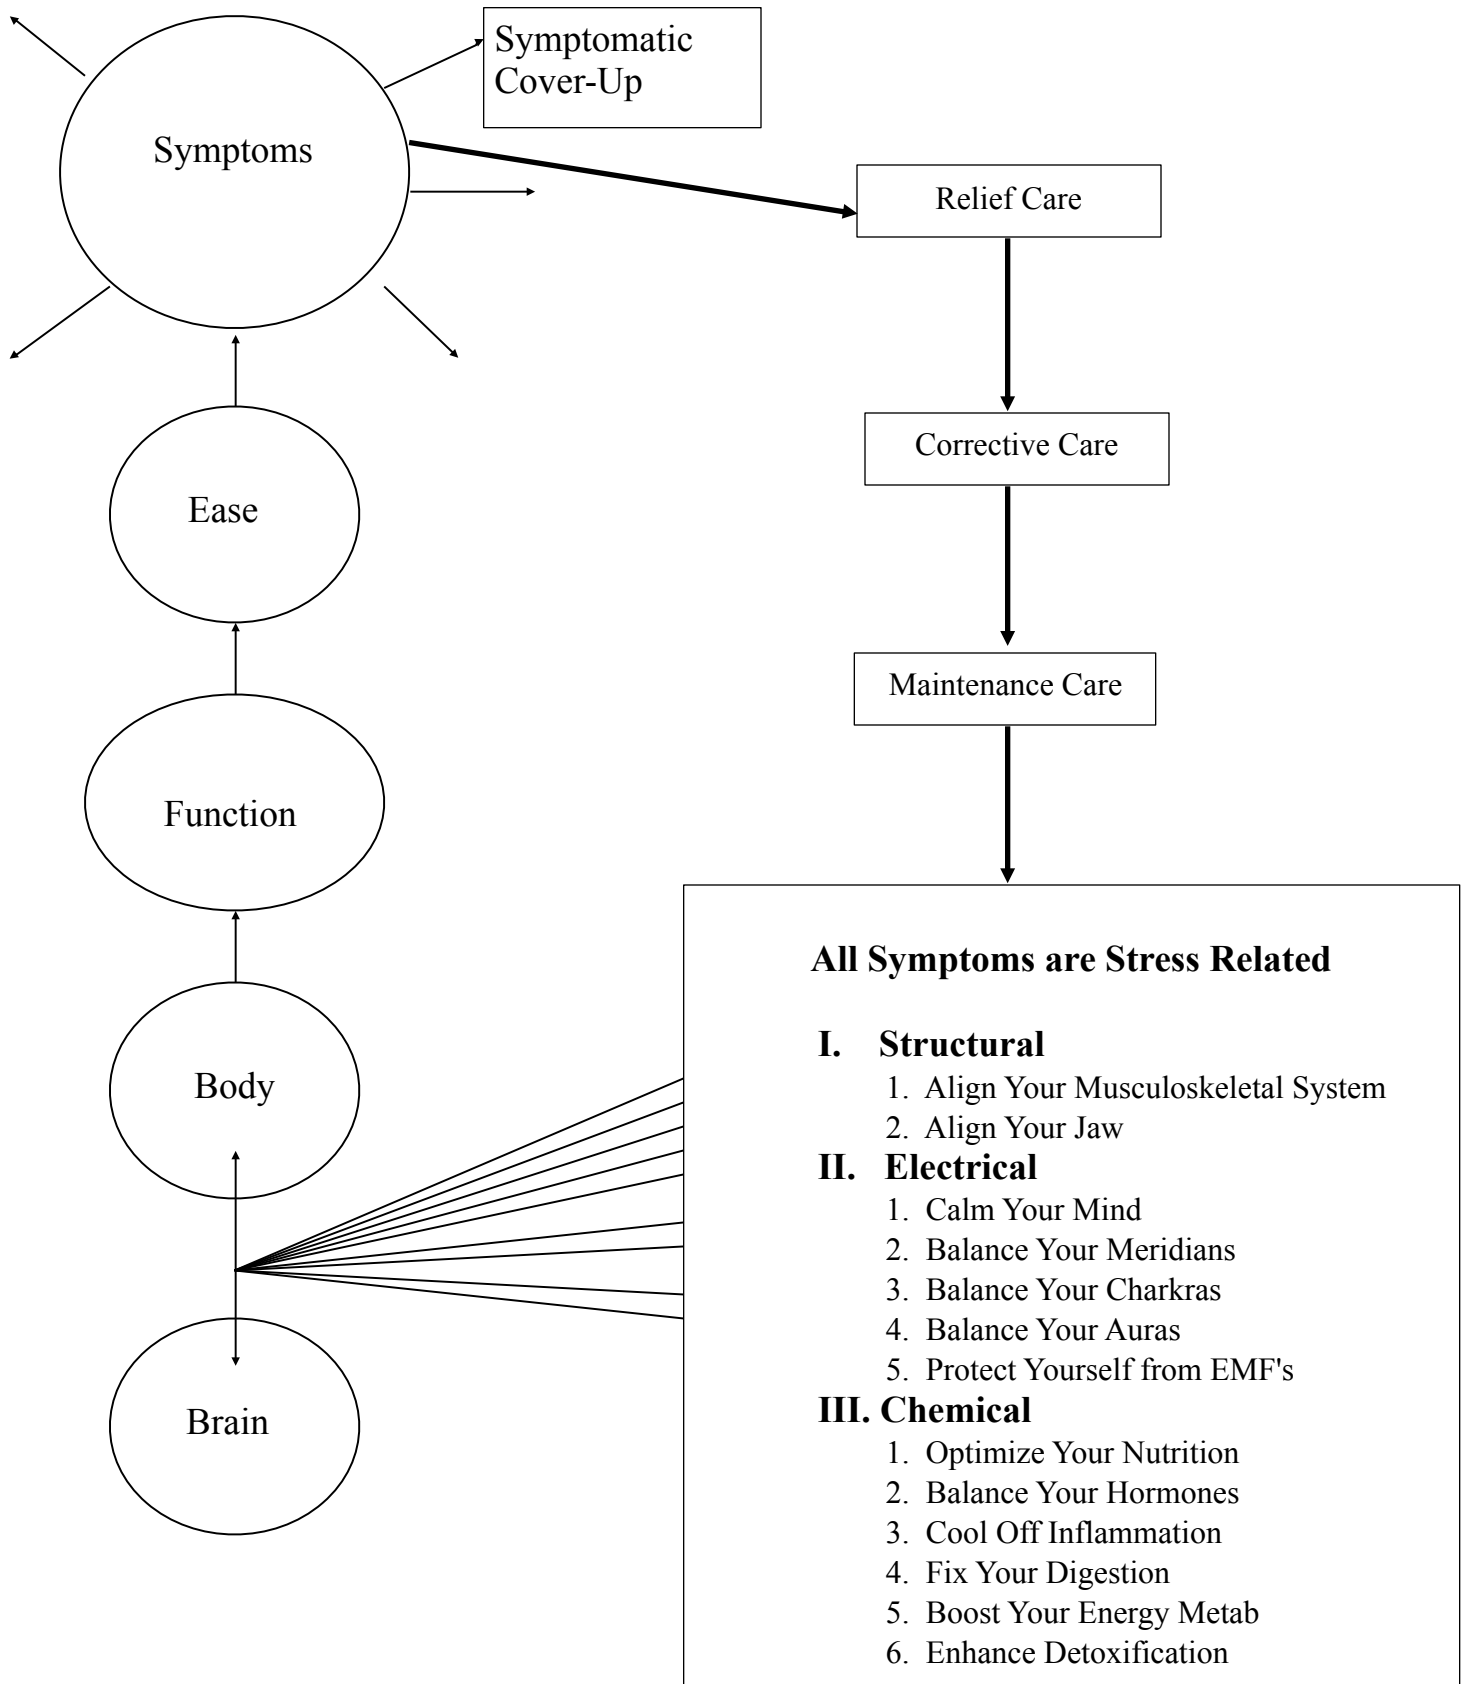 Symptomatic
Cover-Up
Symptoms
Relief Care
Corrective Care
Ease
Maintenance Care
Function
All Symptoms are Stress Related
I. Structural
1. Align Your Musculoskeletal System
Body
2. Align Your Jaw
II. Electrical
1. Calm Your Mind
2. Balance Your Meridians
3. Balance Your Charkras
4. Balance Your Auras
5. Protect Yourself from EMF's
III. Chemical
Brain
1. Optimize Your Nutrition
2. Balance Your Hormones
3. Cool Off Inflammation
4. Fix Your Digestion
5. Boost Your Energy Metab
6. Enhance Detoxification